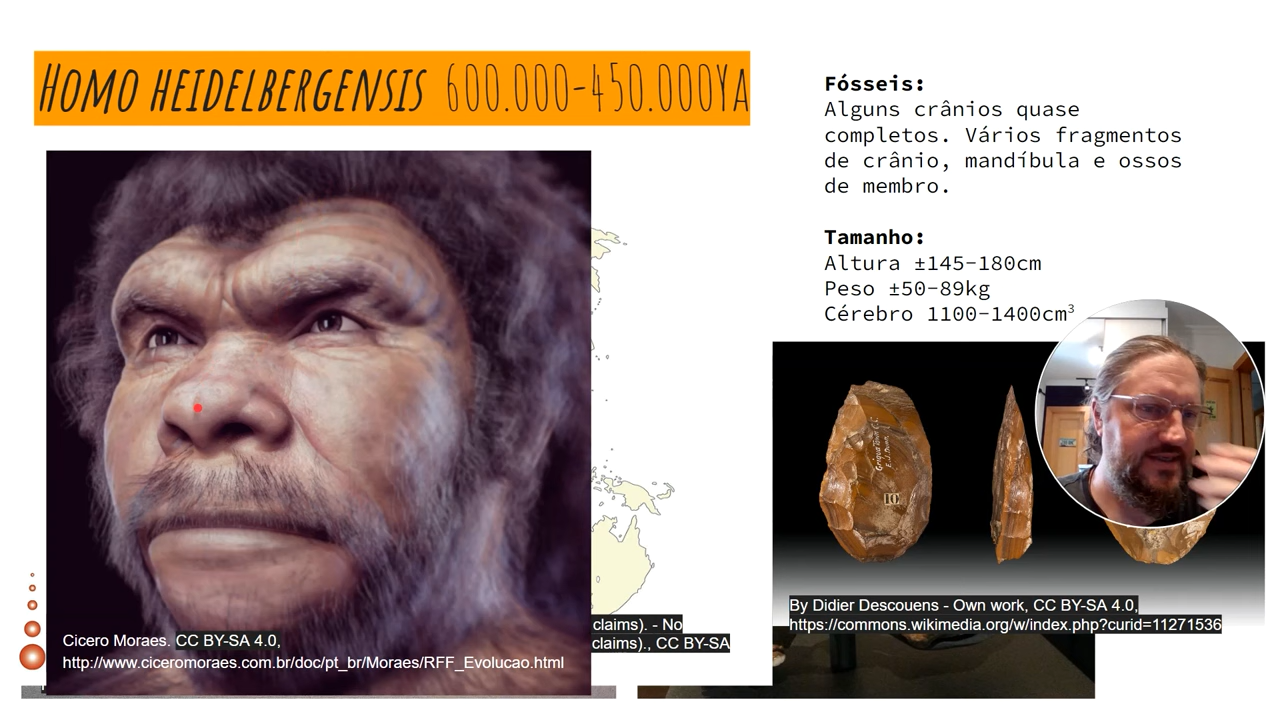 Homo heidelbergensis 600.000-450.000Ya
Fósseis:
Alguns crânios quase
completos. Vários fragmentos
de crânio, mandíbula e ossos
de membro.
Tamanho:
Altura ±145-180cm
Peso ±50-89kg
Cérebro 1100-1400cm³
10
By Didier Descouens - Own work, CC BY-SA 4.0,
https://commons.wikimedia.org/w/index.php?curid=11271536
claims). - No
claims)., CC BY-SA
Cicero Moraes. CC BY-SA 4.0,
http://www.ciceromoraes.com.br/doc/pt_br/Moraes/RFF_Evolucao.html